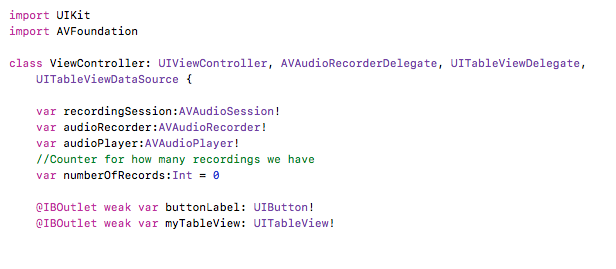 import UIKit
import AVFoundation
class ViewController: UIViewController, AVAudioRecorderDelegate, UITableViewDelegate,
UITableViewDataSource {
var recordingSession:AVAudioSession!
var audioRecorder:AVAudioRecorder!
var audioPlayer:AVAudioPlayer!
//Counter for how many recordings we have
var numberOfRecords:Int = 0
@IBOutlet weak var buttonLabel: UIButton!
@IBOutlet weak var myTableView: UITableView!